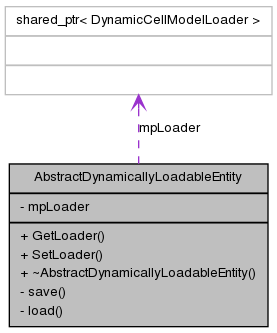 shared_ptr< DynamicCellModelLoader >
mpLoader
AbstractDynamicallyLoadableEntity
- mpLoader
+ GetLoader()
+ SetLoader()
+ ~AbstractDynamicallyLoadableEntity()
- save()
- load()